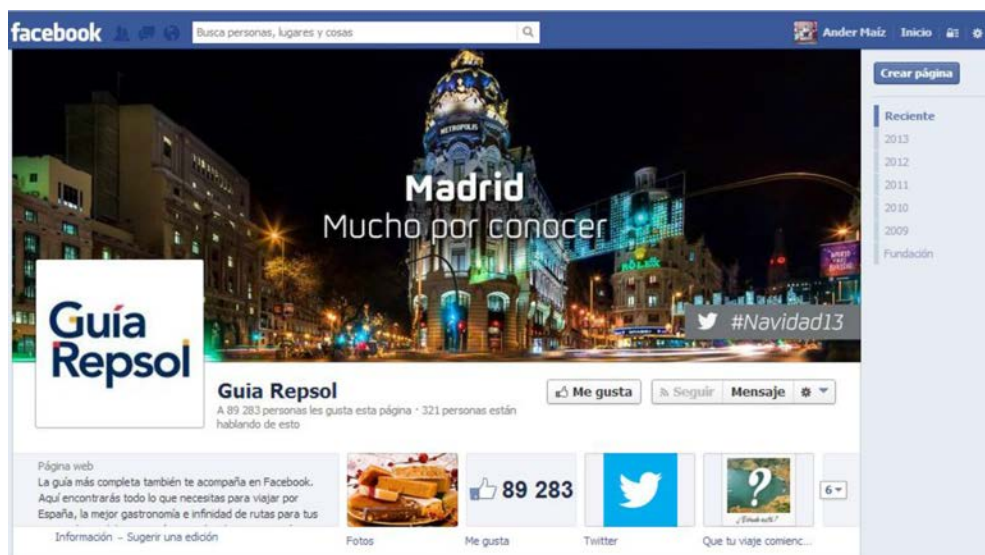 facebook
Busca personas, lugares y cosas
Ander Maíz Inicio
Crear página
Reciente
2013
2012
2011
2010
2009
Fundación
METROPOLIS
Madrid
Mucho por conocer
ROLEX
#Navidad13
Guía
Repsol
Guia Repsol
A 89 283 personas les gusta esta página · 321 personas están
hablando de esto
Me gusta
Seguir
Mensaje
Página web
La guía más completa también te acompaña en Facebook.
Aquí encontrarás todo lo que necesitas para viajar por
España, la mejor gastronomía e infinidad de rutas para tus
Información - Sugerir una edición
89 283
?
6
Fotos
Me gusta
Twitter
Que tu viaje comienc...